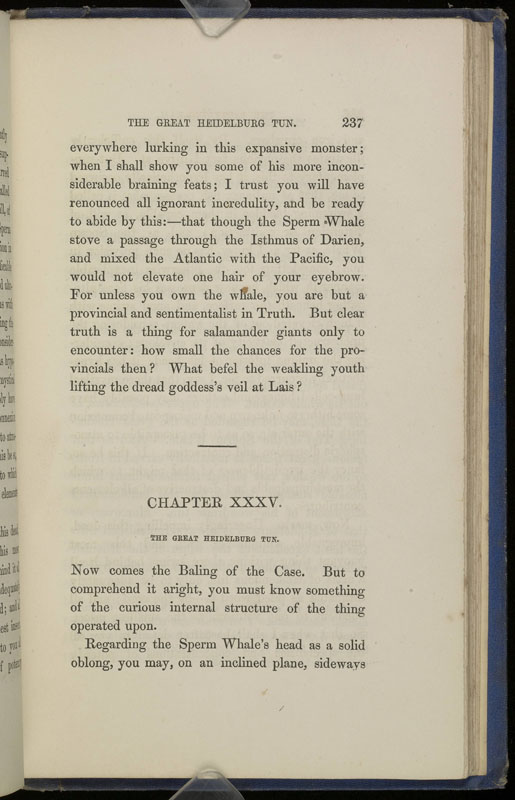 THE GREAT HEIDELBURG TUN. 237
everywhere lurking in this expansive monster;
when I shall show you some of his more incon-
siderable braining feats; I trust you will have
renounced all ignorant incredulity, and be ready
to abide by this:—that though the Sperm Whale
stove a passage through the Isthmus of Darien,
and mixed the Atlantic with the Pacific, you
would not elevate one hair of your eyebrow.
For unless you own the whale, you are but a
provincial and sentimentalist in Truth. But clear
truth is a thing for salamander giants only to
encounter: how small the chances for the pro-
vincials then? What befel the weakling youth
lifting the dread goddess's veil at Lais?
CHAPTER XXXV.
THE GREAT HEIDELBURG TUN.
Now comes the Baling of the Case. But to
comprehend it aright, you must know something
of the curious internal structure of the thing
operated upon.
Regarding the Sperm Whale's head as a solid
oblong, you may, on an inclined plane, sideways